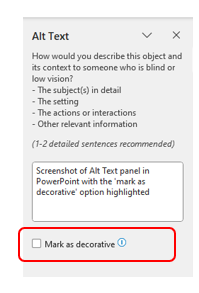 Alt Text
How would you describe this object and
its context to someone who is blind or
low vision?
- The subject(s) in detail
- The setting
- The actions or interactions
- Other relevant information
(1-2 detailed sentences recommended)
Screenshot of Alt Text panel in
PowerPoint with the 'mark as
decorative' option highlighted
Mark as decorative